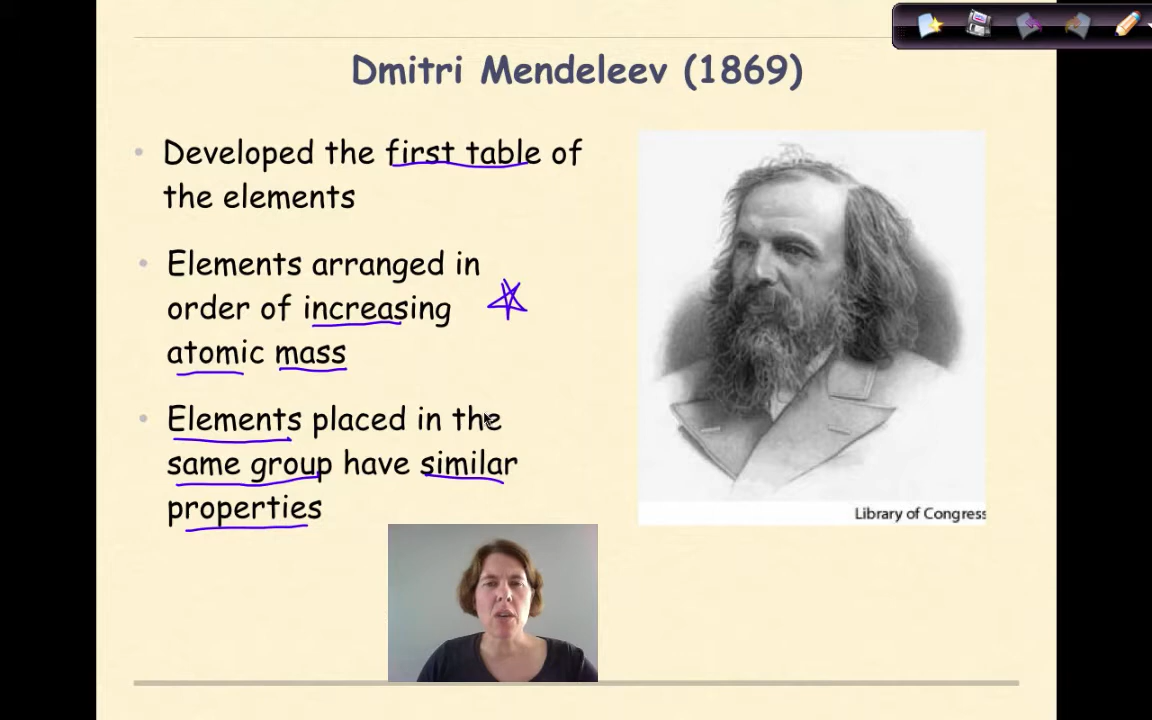 Dmitri Mendeleev (1869)
• Developed the first table of
the elements
• Elements arranged in
order of increasing
atomic mass
• Elements placed in the
same group have similar
properties
Library of Congress